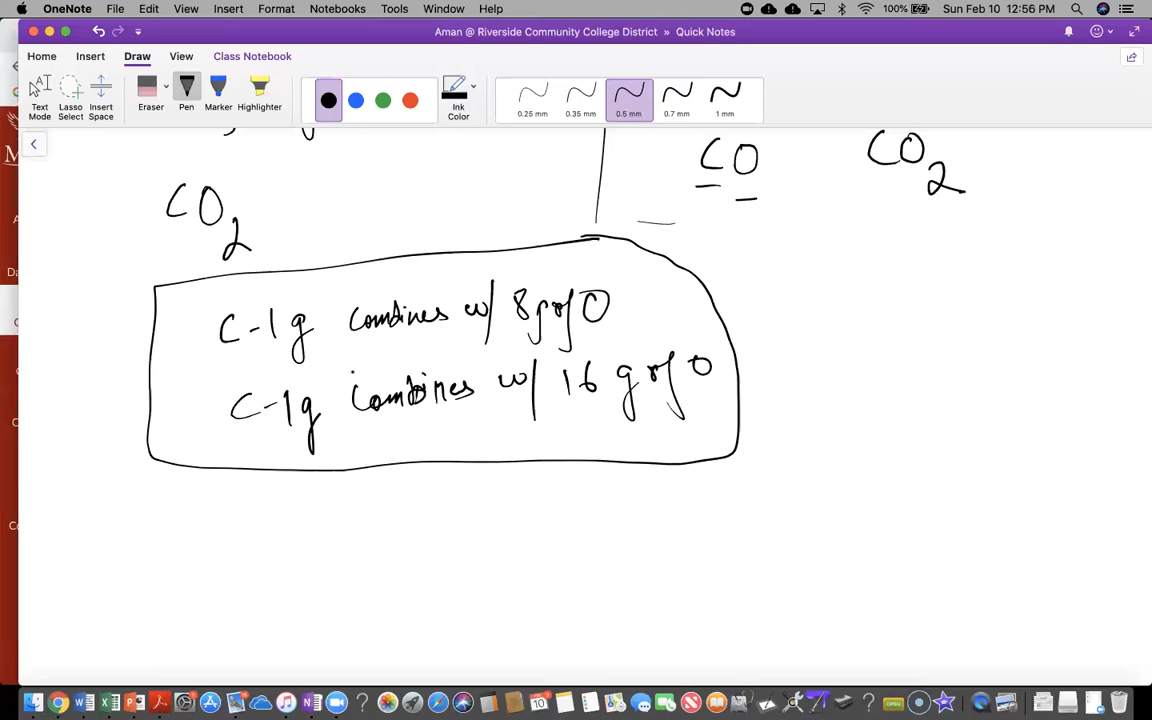 OneNote File Edit View Insert Format Notebooks Tools Window Help 100% Sun Feb 10 12:56 PM
Aman @ Riverside Community College District » Quick Notes
Home Insert Draw View Class Notebook
Text Mode Lasso Select Insert Space Eraser Pen Marker Highlighter Ink Color 0.25 mm 0.35 mm 0.5 mm 0.7 mm 1 mm
CO CO2
CO2
C-1g combines w/ 8g of O
C-1g combines w/ 16 g of O